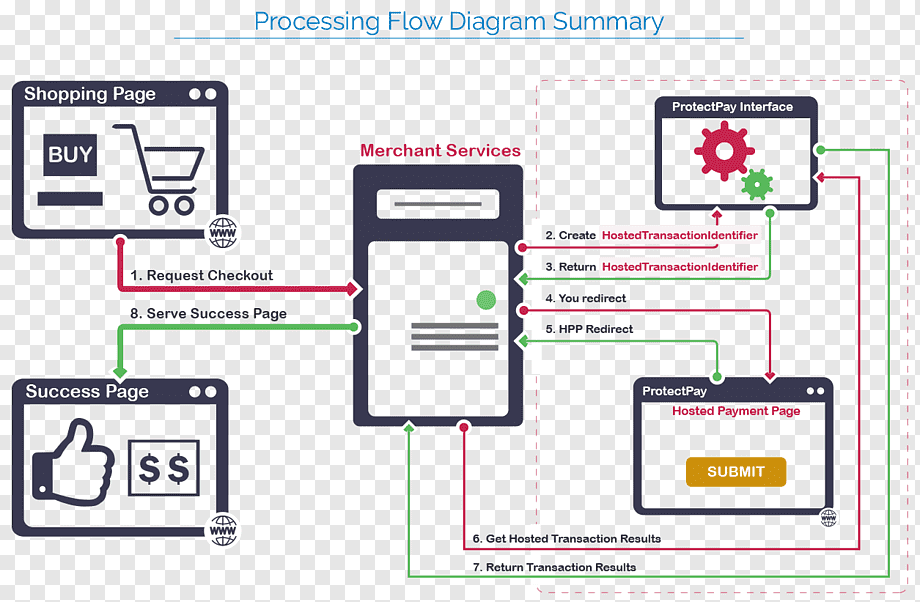 Processing Flow Diagram Summary
Shopping Page
BUY
www
Merchant Services
ProtectPay Interface
1. Request Checkout
8. Serve Success Page
2. Create HostedTransactionIdentifier
3. Return HostedTransactionIdentifier
4. You redirect
5. HPP Redirect
Success Page
$ $
www
ProtectPay
Hosted Payment Page
SUBMIT
www
6. Get Hosted Transaction Results
7. Return Transaction Results